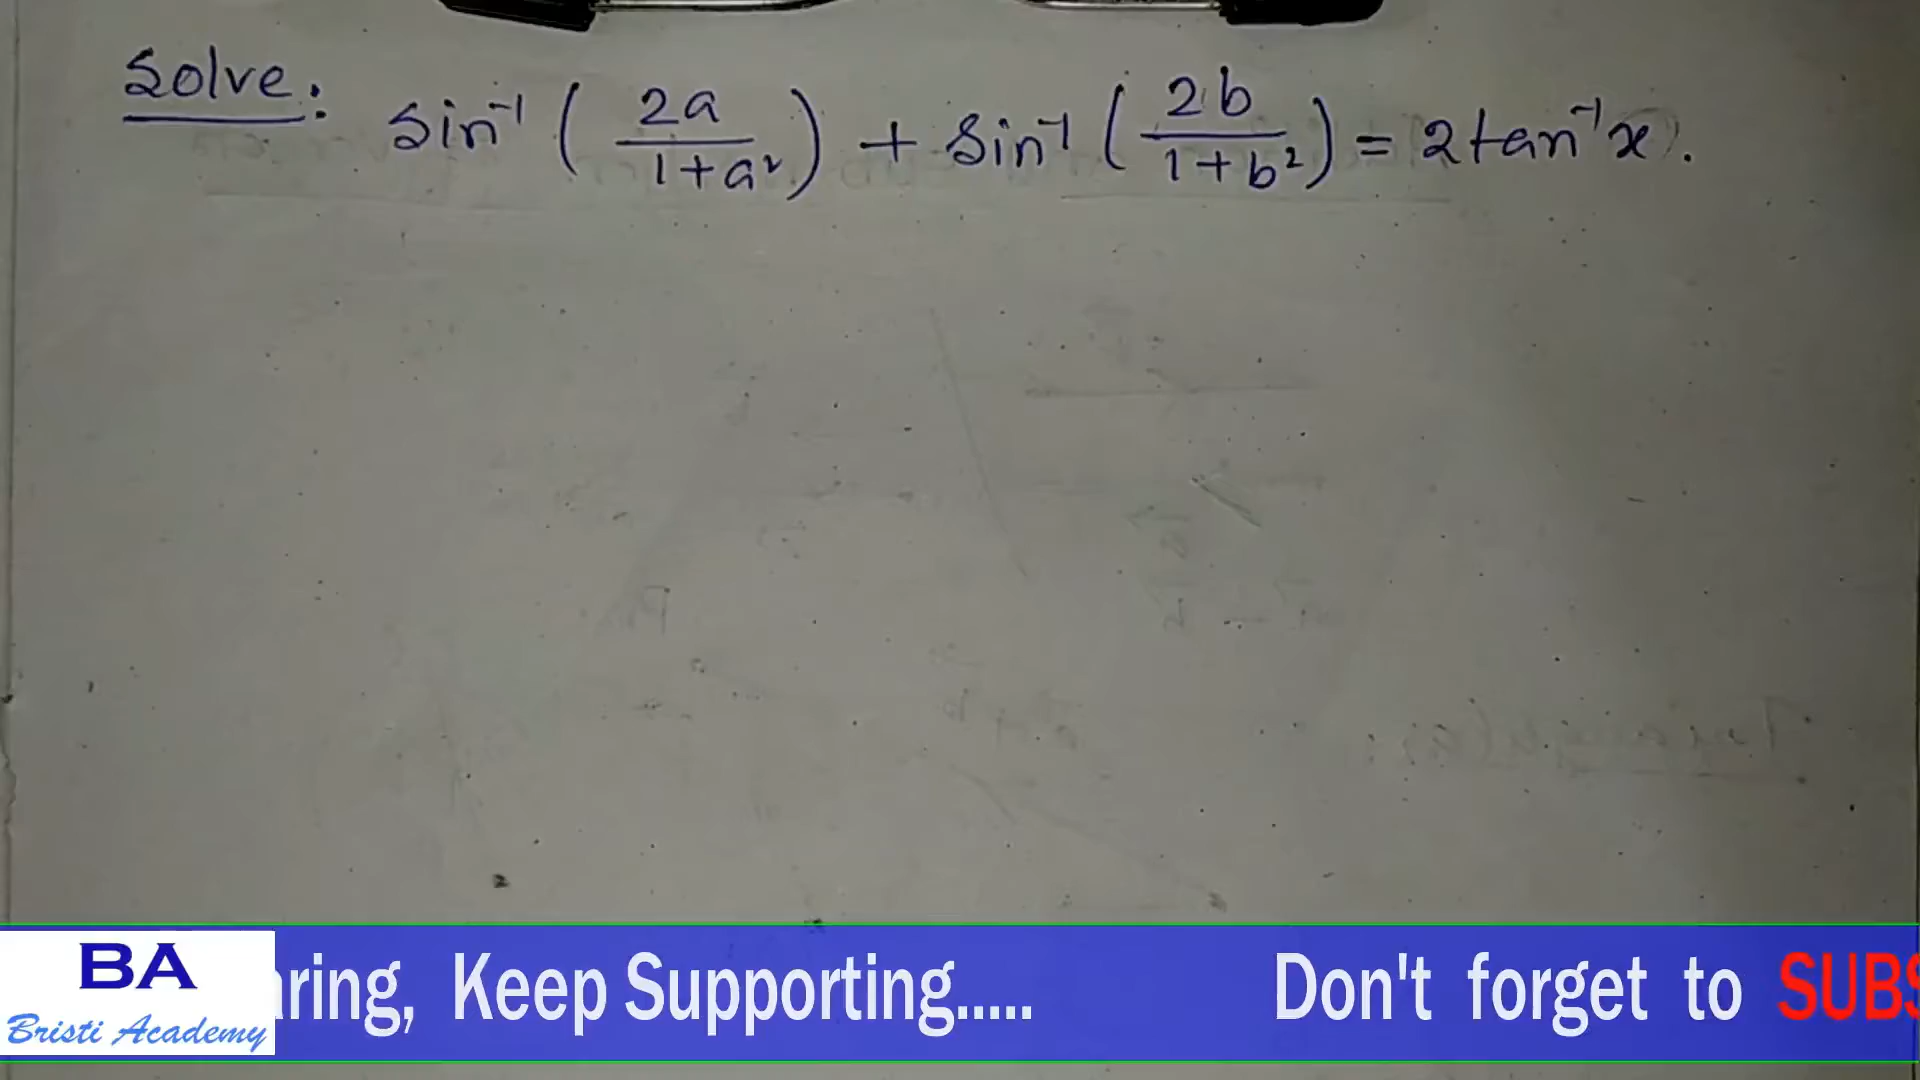 Solve: sin⁻¹ (2a/1+a²) + sin⁻¹ (2b/1+b²) = 2tan⁻¹x.
BA
Bristi Academy
aring, Keep Supporting..... Don't forget to SUBS